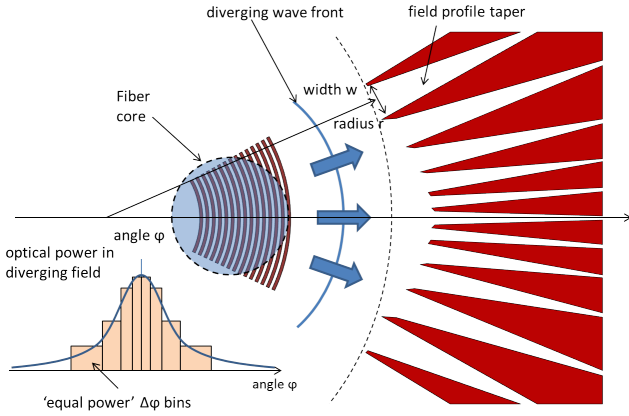 diverging wave front
field profile taper
width w
Fiber
core
radius r
angle φ
optical power in
diverging field
angle φ
‘equal power’ Δφ bins